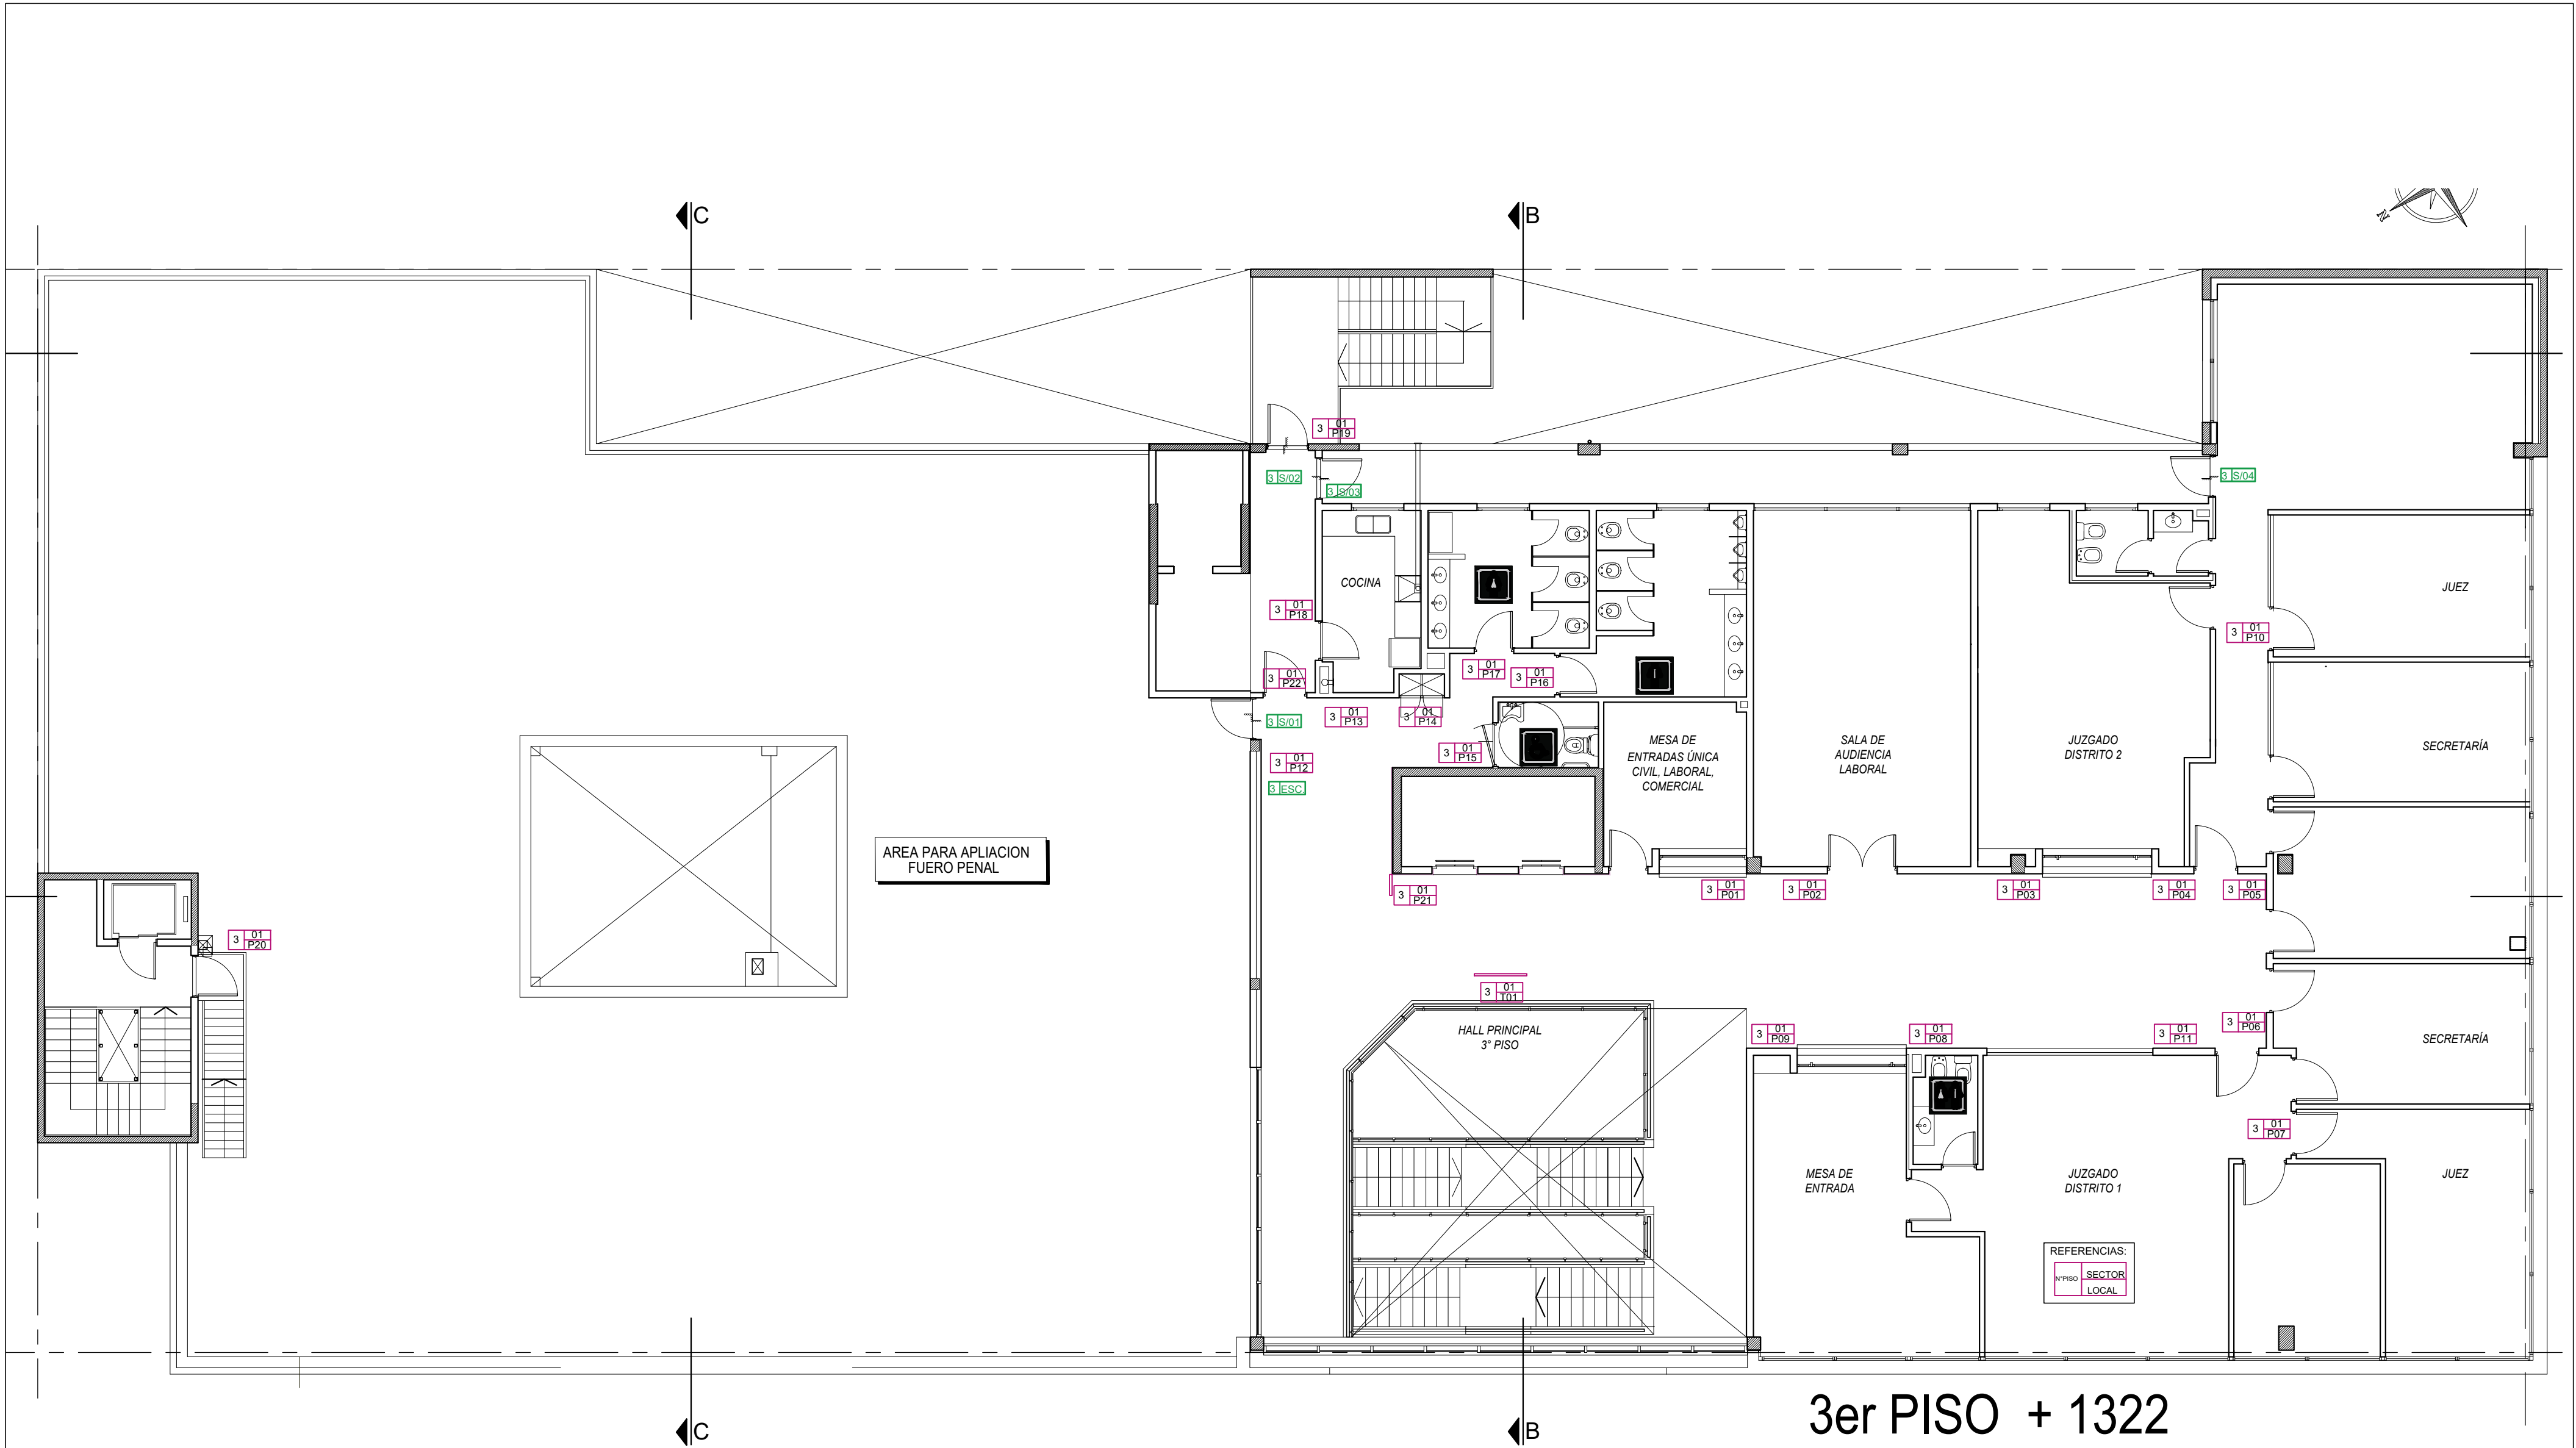 C
B
N
3 01 P19
3 S/02
3 S/03
3 S/04
COCINA
JUEZ
3 01 P18
3 01 P10
3 01 P17
3 01 P16
3 01 P22
3 S/01
3 01 P13
3 01 P14
3 01 P15
3 01 P12
3 ESC.
MESA DE
ENTRADAS ÚNICA
CIVIL, LABORAL,
COMERCIAL
SALA DE
AUDIENCIA
LABORAL
JUZGADO
DISTRITO 2
SECRETARÍA
AREA PARA APLIACION
FUERO PENAL
3 01 P21
3 01 P01
3 01 P02
3 01 P03
3 01 P04
3 01 P05
3 01 P20
3 01 T01
HALL PRINCIPAL
3° PISO
3 01 P09
3 01 P08
3 01 P11
3 01 P06
SECRETARÍA
3 01 P07
MESA DE
ENTRADA
JUZGADO
DISTRITO 1
JUEZ
REFERENCIAS:
N°PISO SECTOR
LOCAL
3er PISO + 1322
C
B